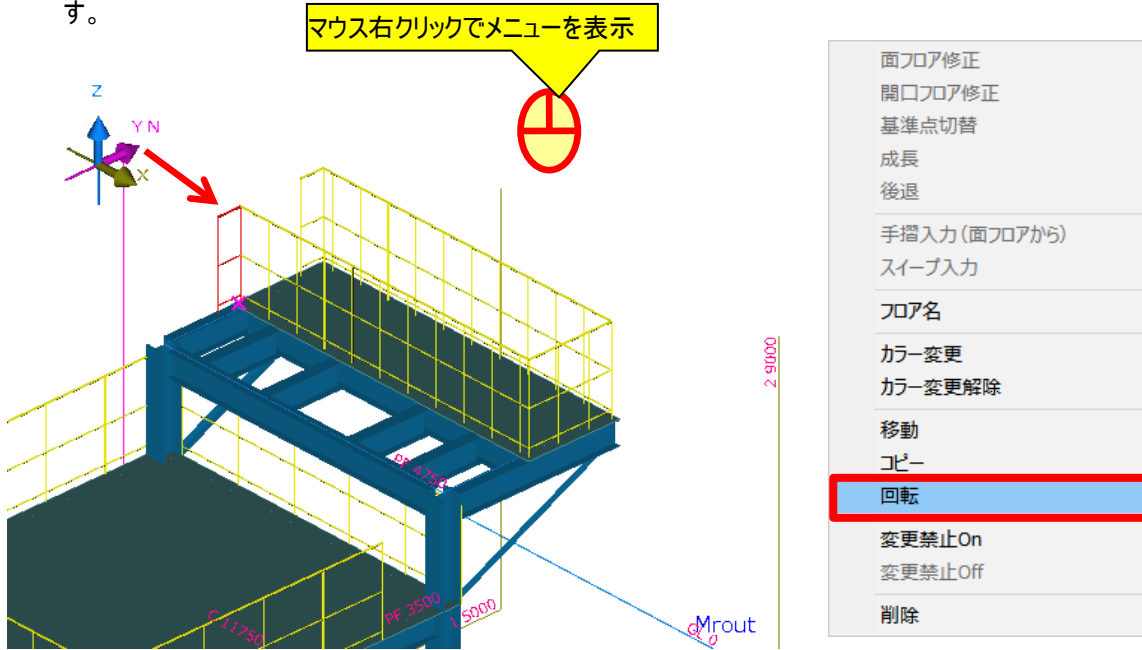 す。
マウス右クリックでメニューを表示
Z
Y N
X
2 9000
PF 4750
PF 3500
L 5000
C 11750
GL 0
Mrout
面フロア修正
開口フロア修正
基準点切替
成長
後退
手摺入力(面フロアから)
スイープ入力
フロア名
カラー変更
カラー変更解除
移動
コピー
回転
変更禁止On
変更禁止Off
削除